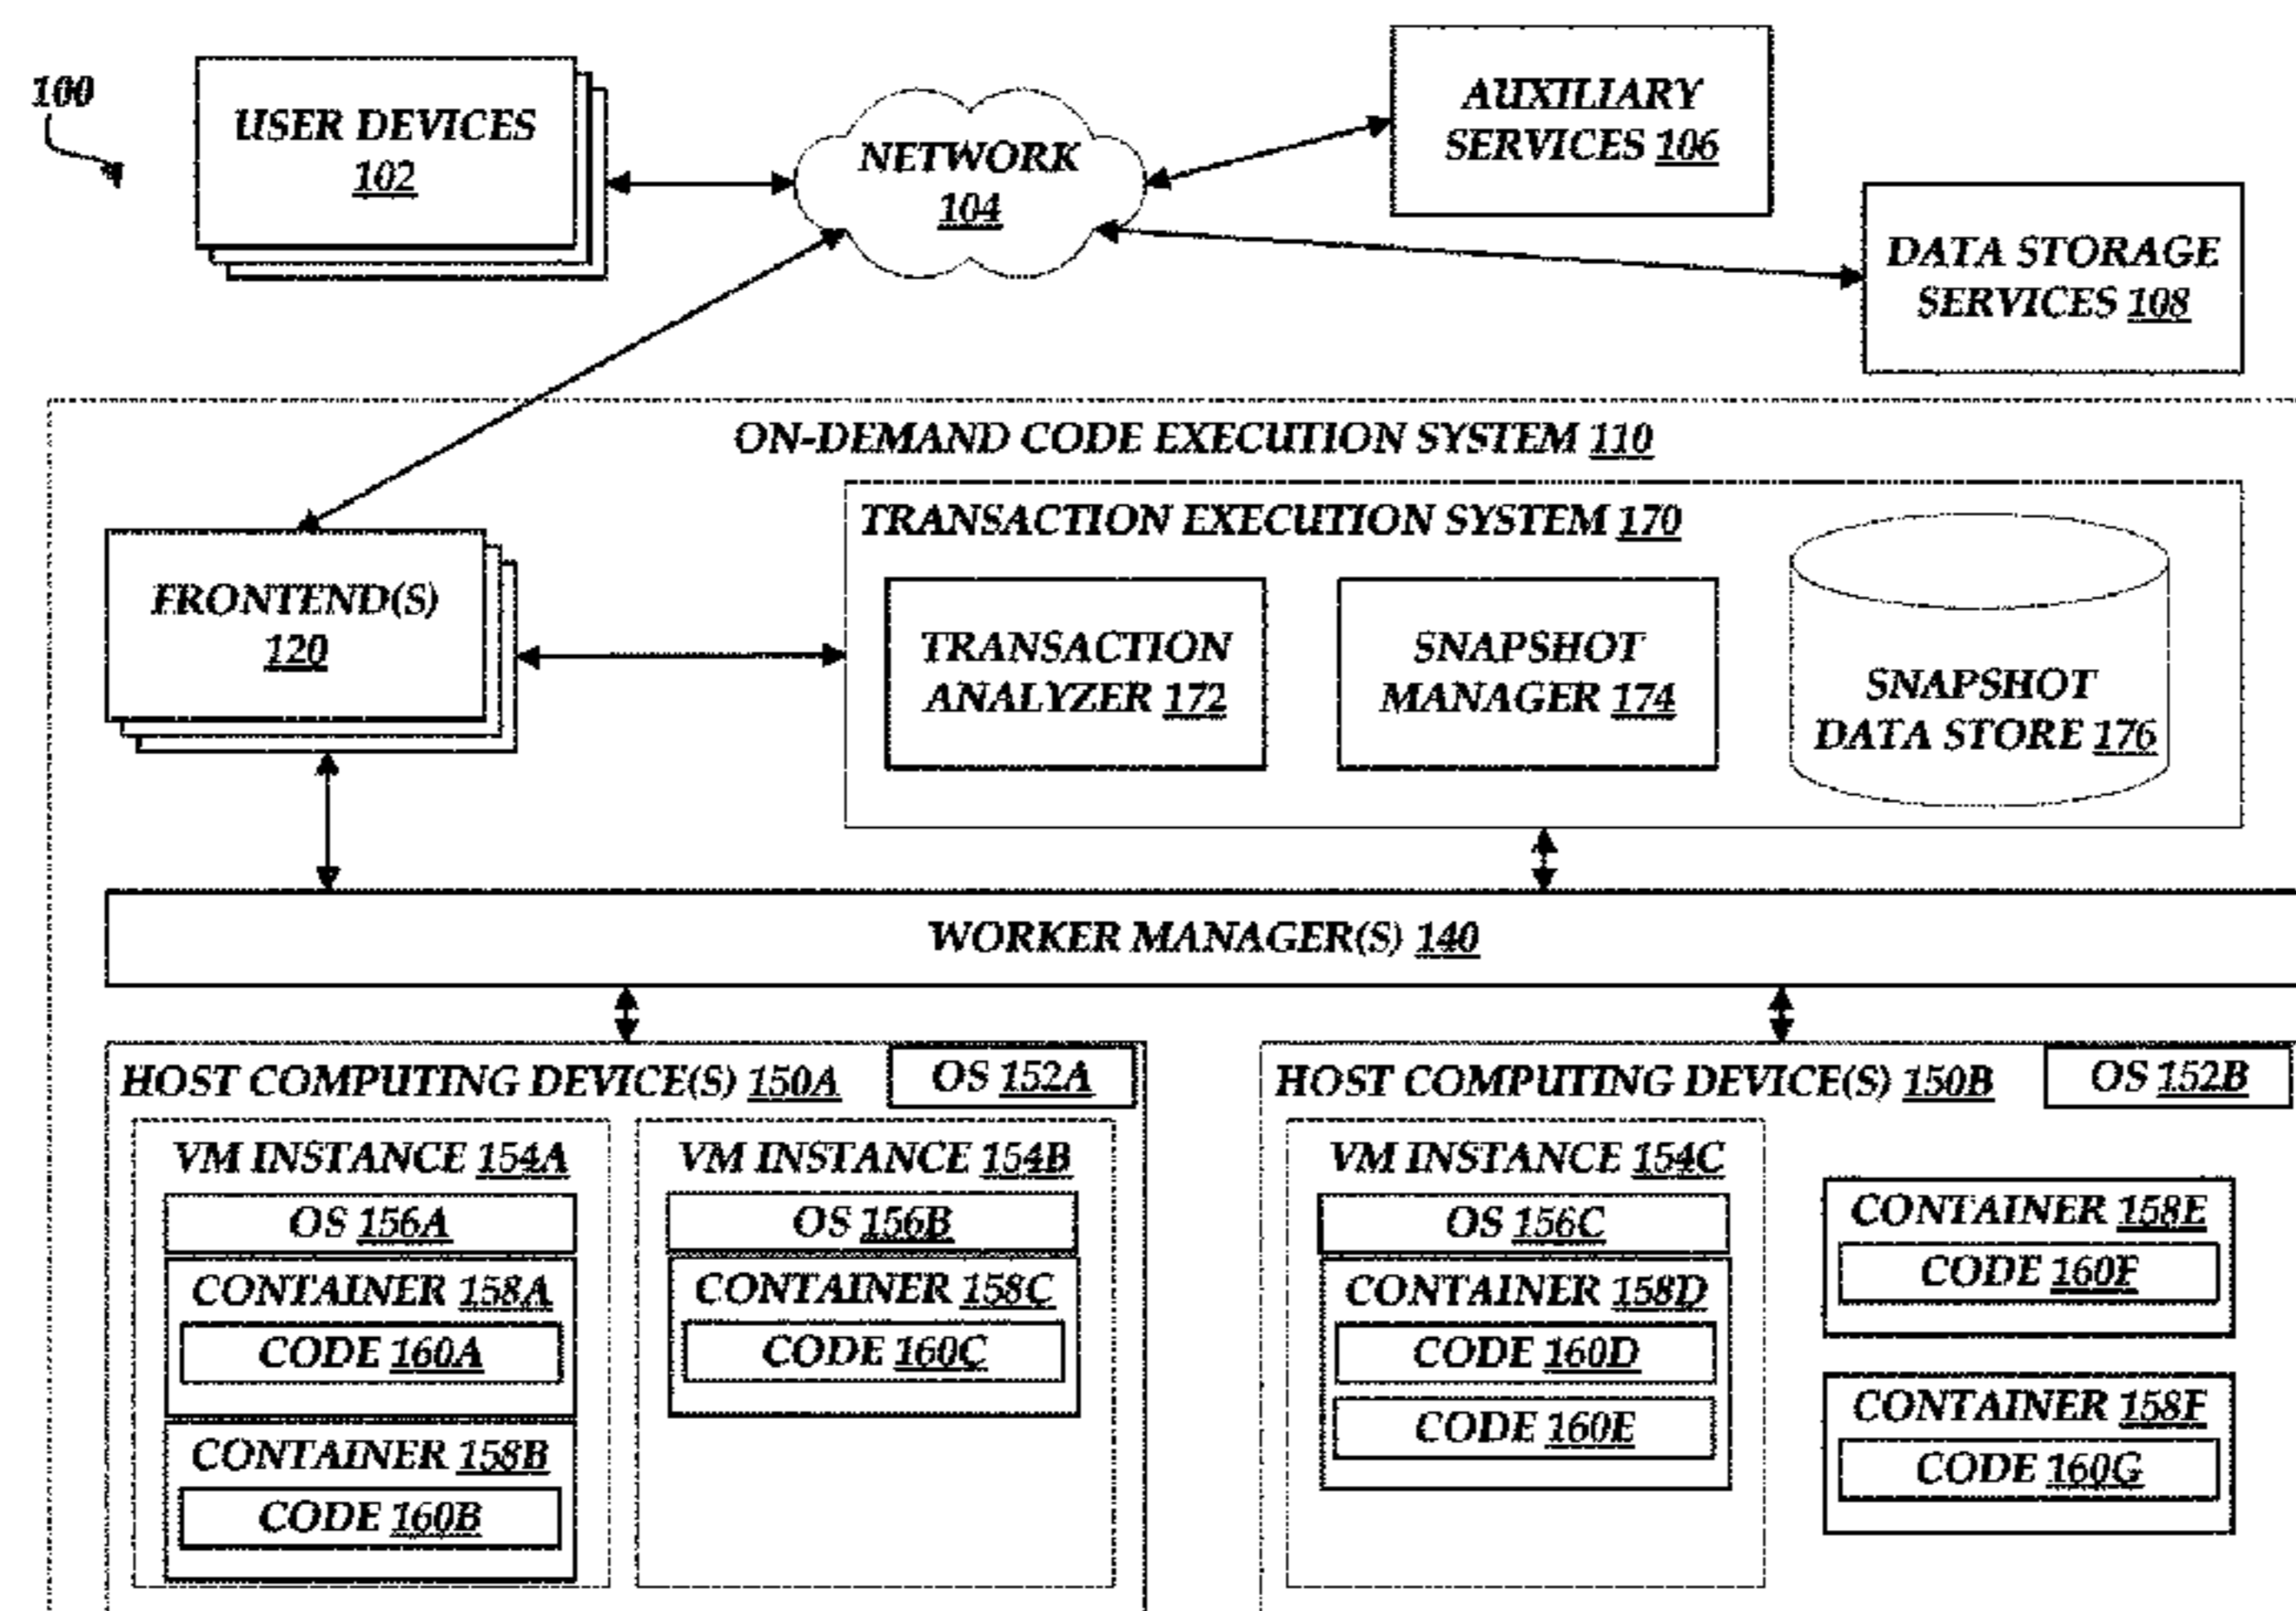 100
USER DEVICES
102
NETWORK
104
AUXILIARY
SERVICES 106
DATA STORAGE
SERVICES 108
ON-DEMAND CODE EXECUTION SYSTEM 110
FRONTEND(S)
120
TRANSACTION EXECUTION SYSTEM 170
TRANSACTION
ANALYZER 172
SNAPSHOT
MANAGER 174
SNAPSHOT
DATA STORE 176
WORKER MANAGER(S) 140
HOST COMPUTING DEVICE(S) 150A
OS 152A
VM INSTANCE 154A
OS 156A
CONTAINER 158A
CODE 160A
CONTAINER 158B
CODE 160B
VM INSTANCE 154B
OS 156B
CONTAINER 158C
CODE 160C
HOST COMPUTING DEVICE(S) 150B
OS 152B
VM INSTANCE 154C
OS 156C
CONTAINER 158D
CODE 160D
CODE 160E
CONTAINER 158E
CODE 160F
CONTAINER 158F
CODE 160G